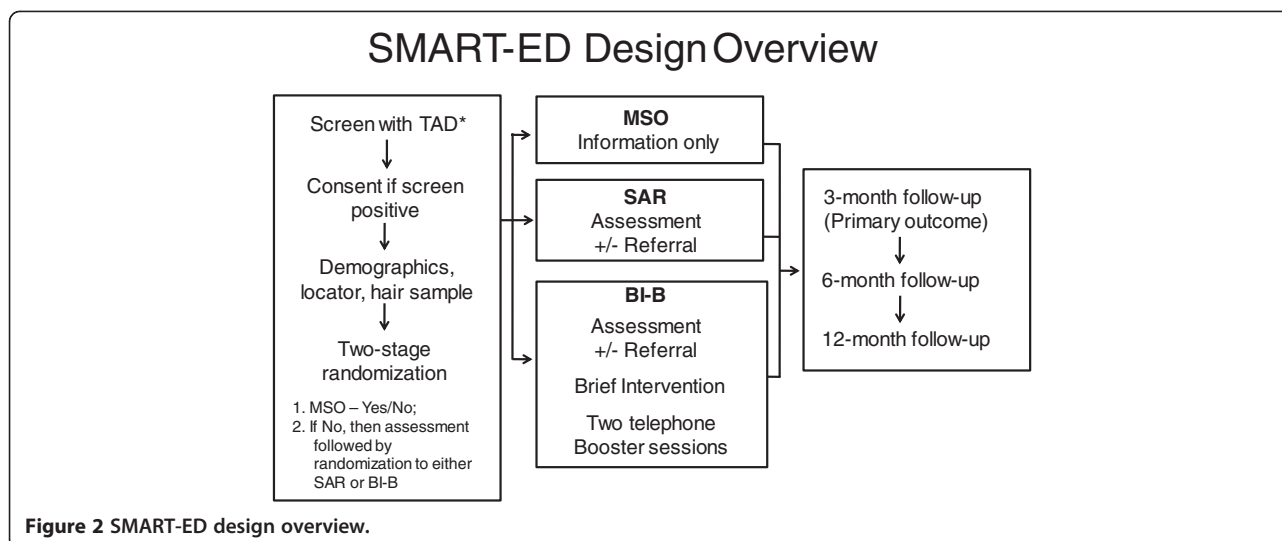 SMART-ED Design Overview
Screen with TAD*
Consent if screen
positive
Demographics,
locator, hair sample
Two-stage
randomization
1. MSO – Yes/No;
2. If No, then assessment
followed by
randomization to either
SAR or BI-B
MSO
Information only
SAR
Assessment
+/- Referral
BI-B
Assessment
+/- Referral
Brief Intervention
Two telephone
Booster sessions
3-month follow-up
(Primary outcome)
6-month follow-up
12-month follow-up
Figure 2 SMART-ED design overview.